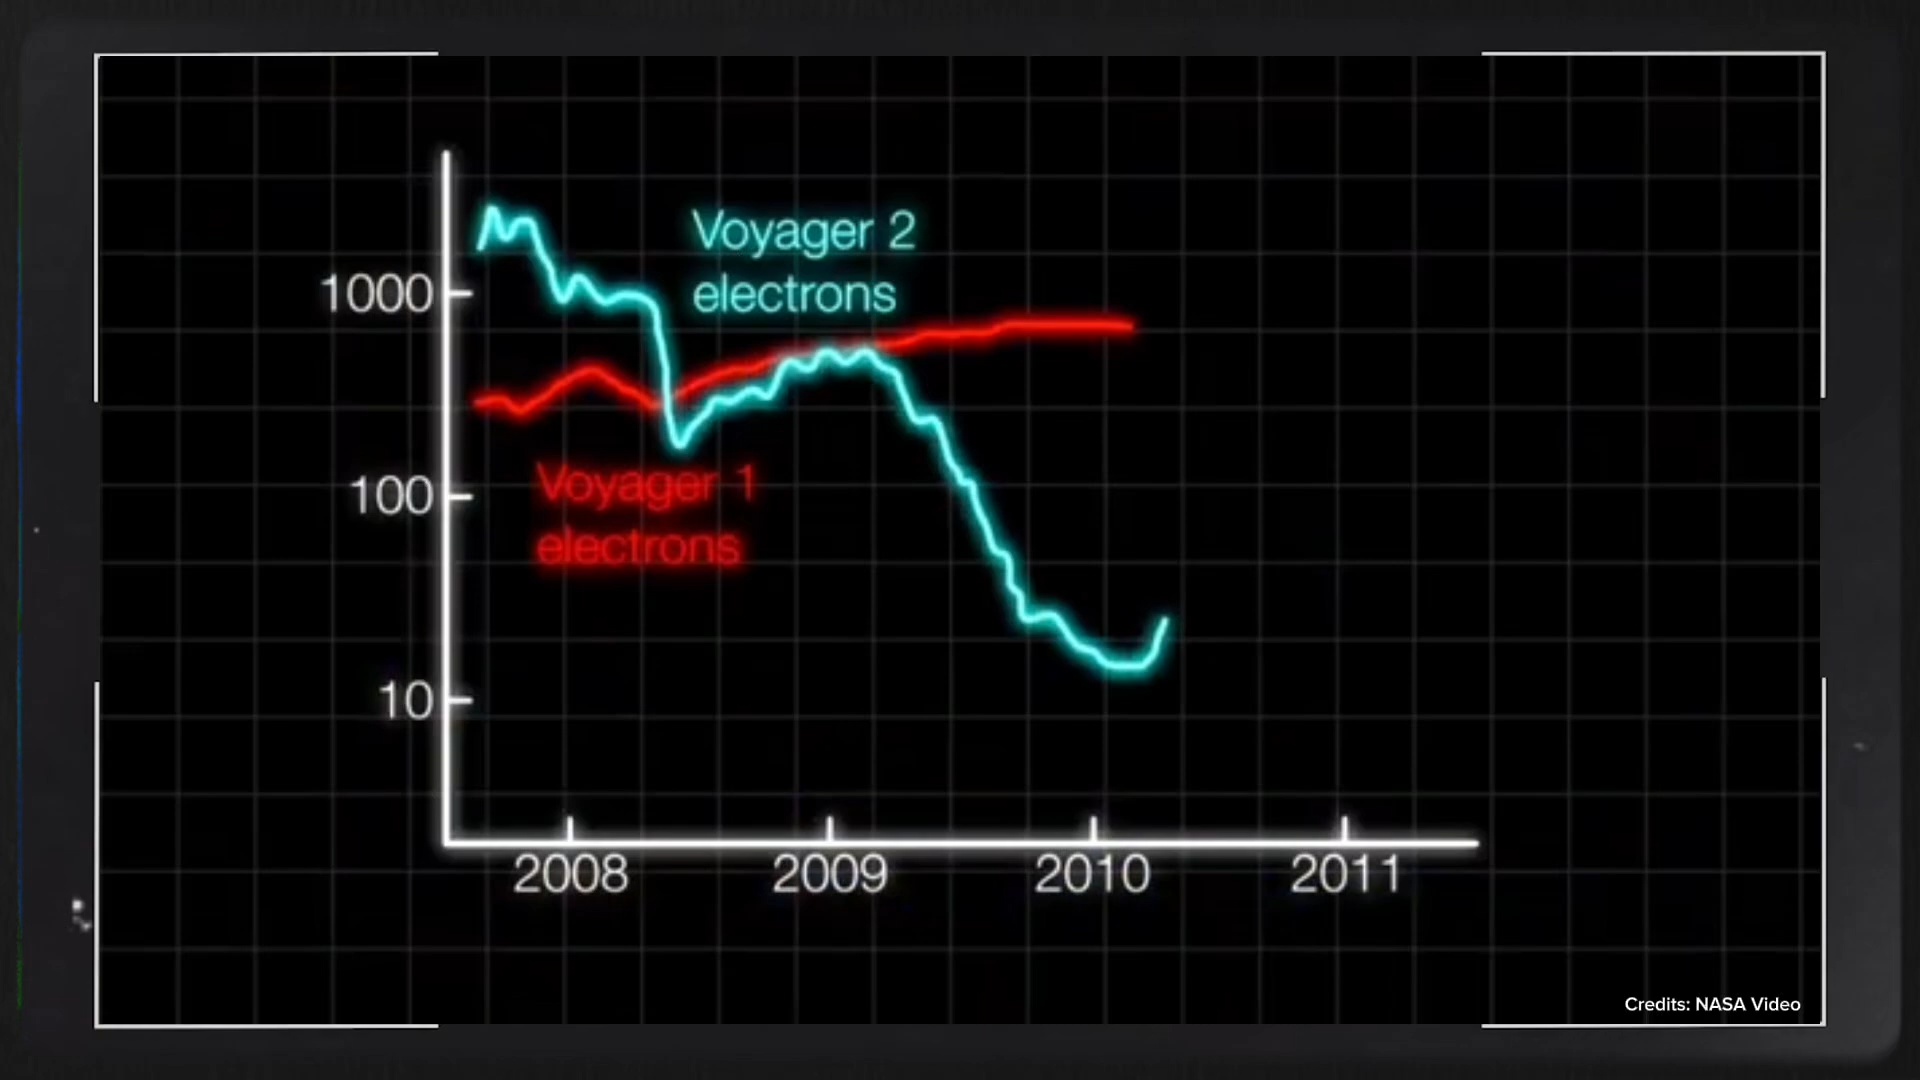 Voyager 2
electrons
1000
Voyager 1
electrons
100
10
2008 2009 2010 2011
Credits: NASA Video